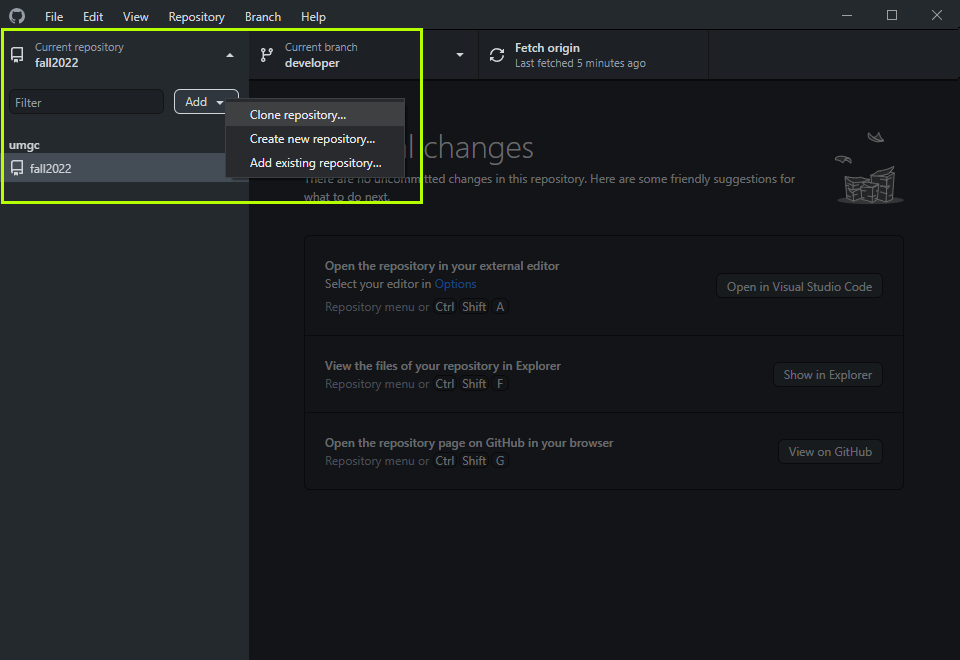 File Edit View Repository Branch Help
Current repository
fall2022
Current branch
developer
Fetch origin
Last fetched 5 minutes ago
Filter
Add
Clone repository...
Create new repository...
Add existing repository...
umgc
fall2022
l changes
There are no uncommitted changes in this repository. Here are some friendly suggestions for
what to do next.
Open the repository in your external editor
Select your editor in Options
Repository menu or Ctrl Shift A
Open in Visual Studio Code
View the files of your repository in Explorer
Repository menu or Ctrl Shift F
Show in Explorer
Open the repository page on GitHub in your browser
Repository menu or Ctrl Shift G
View on GitHub